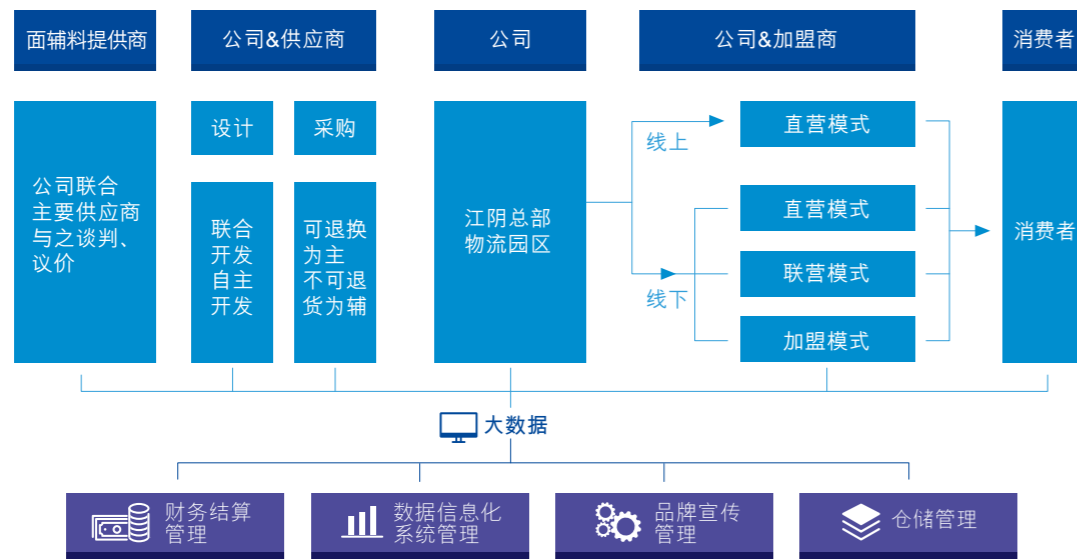 面辅料提供商
公司&供应商
公司
公司&加盟商
消费者
设计
采购
公司联合
主要供应商
与之谈判、
议价
联合
开发
自主
开发
可退换
为主
不可退
货为辅
江阴总部
物流园区
线上
线下
直营模式
直营模式
联营模式
加盟模式
消费者
大数据
财务结算
管理
数据信息化
系统管理
品牌宣传
管理
仓储管理